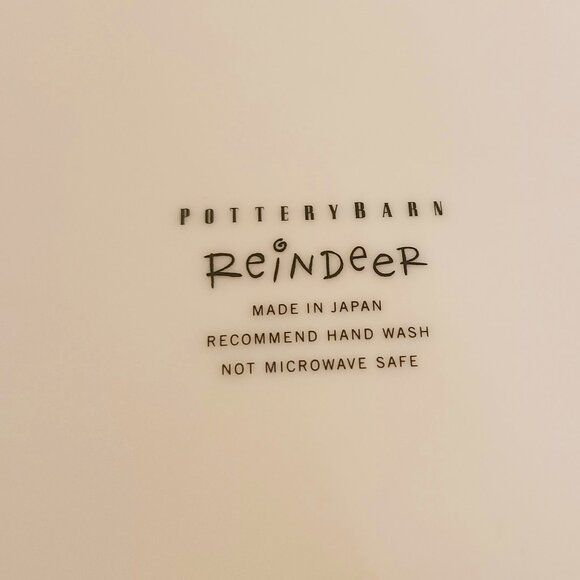 POTTERYBARN
ReiNDeeR
MADE IN JAPAN
RECOMMEND HAND WASH
NOT MICROWAVE SAFE